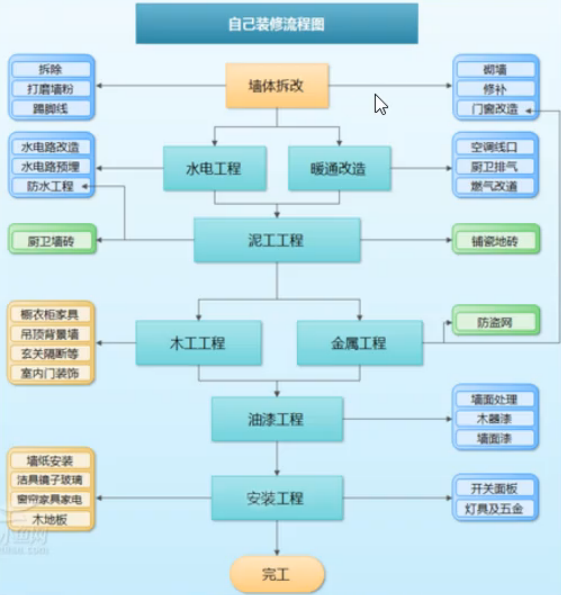 自己装修流程图
拆除
打磨墙粉
踢脚线
墙体拆改
砌墙
修补
门窗改造
水电路改造
水电路预埋
防水工程
水电工程
暖通改造
空调线口
厨卫排气
燃气改道
厨卫墙砖
泥工工程
铺瓷地砖
橱衣柜家具
吊顶背景墙
玄关隔断等
室内门装饰
木工工程
金属工程
防盗网
油漆工程
墙面处理
木器漆
墙面漆
墙纸安装
洁具镜子玻璃
窗帘家具家电
木地板
安装工程
开关面板
灯具及五金
完工